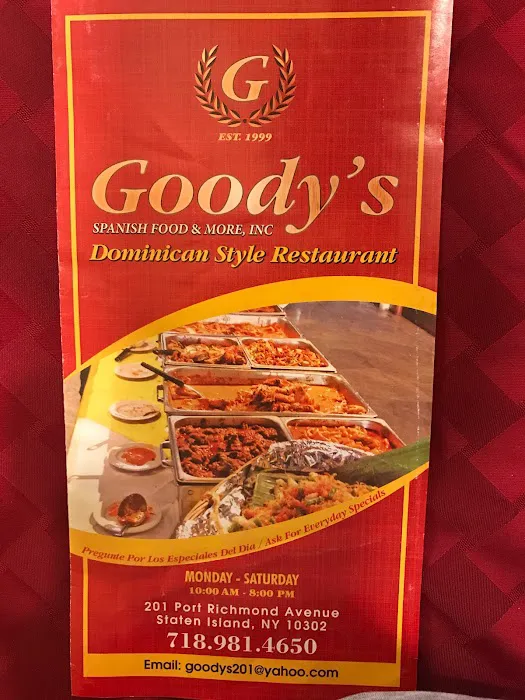 G
EST. 1999
Goody's
SPANISH FOOD & MORE, INC
Dominican Style Restaurant
Pregunte Por Los Especiales Del Dia / Ask For Everyday Specials
MONDAY - SATURDAY
10:00 AM - 8:00 PM
201 Port Richmond Avenue
Staten Island, NY 10302
718.981.4650
Email: goodys201@yahoo.com